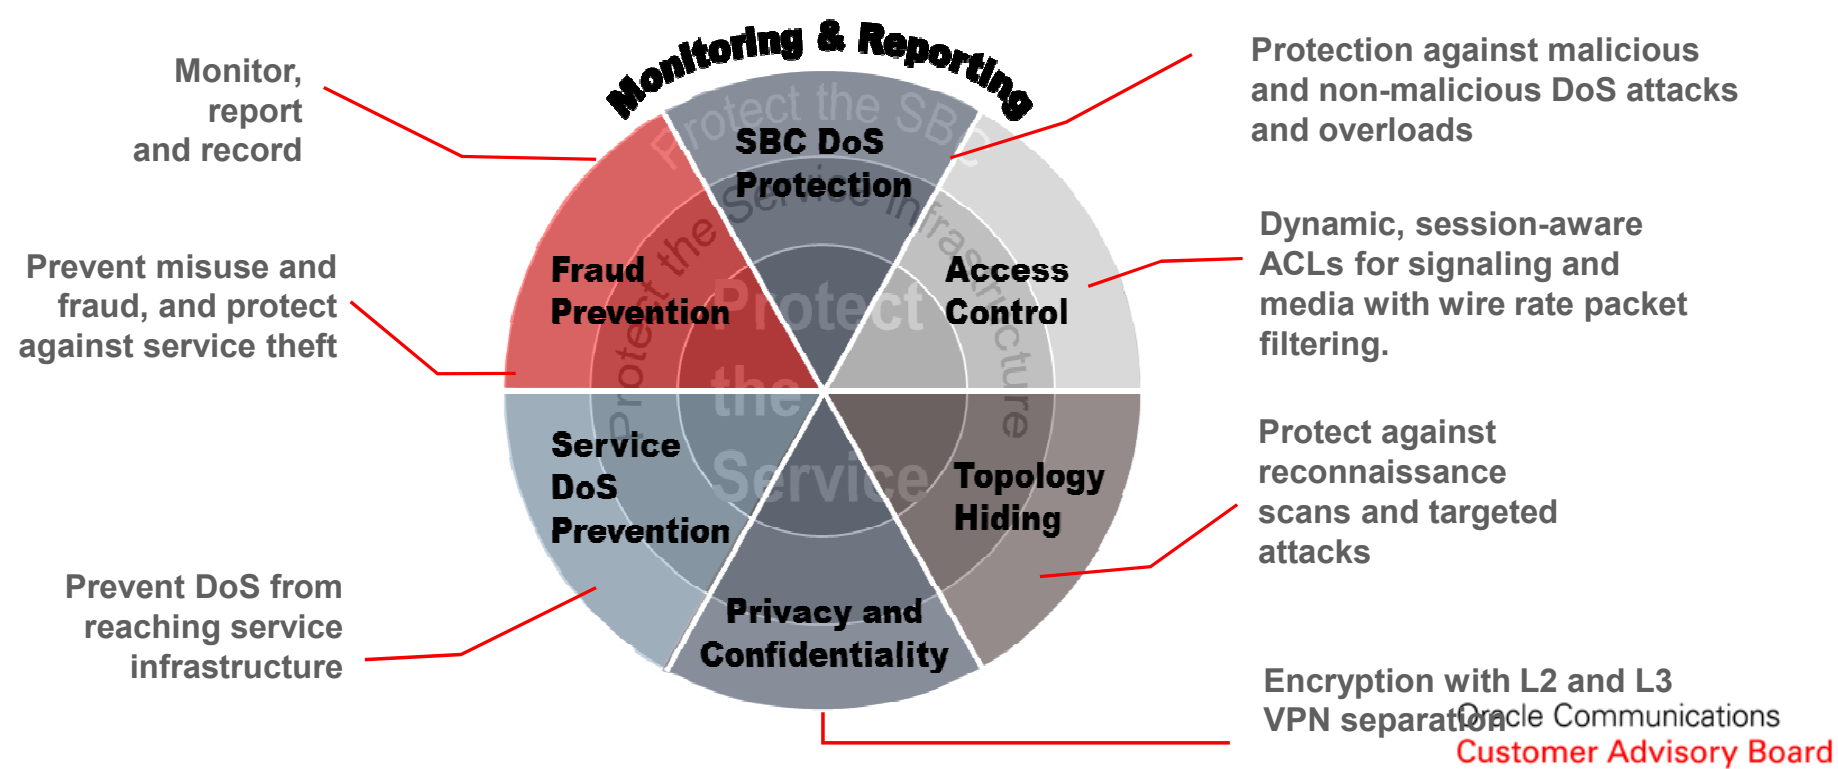 Monitoring & Reporting
Monitor,
report
and record
Prevent misuse and
fraud, and protect
against service theft
Prevent DoS from
reaching service
infrastructure
Protect the SBC
Protect the Service Infrastructure
Protect
the
Service
SBC DoS
Protection
Fraud
Prevention
Access
Control
Service
DoS
Prevention
Topology
Hiding
Privacy and
Confidentiality
Protection against malicious
and non-malicious DoS attacks
and overloads
Dynamic, session-aware
ACLs for signaling and
media with wire rate packet
filtering.
Protect against
reconnaissance
scans and targeted
attacks
Encryption with L2 and L3
VPN separation
Oracle Communications
Customer Advisory Board